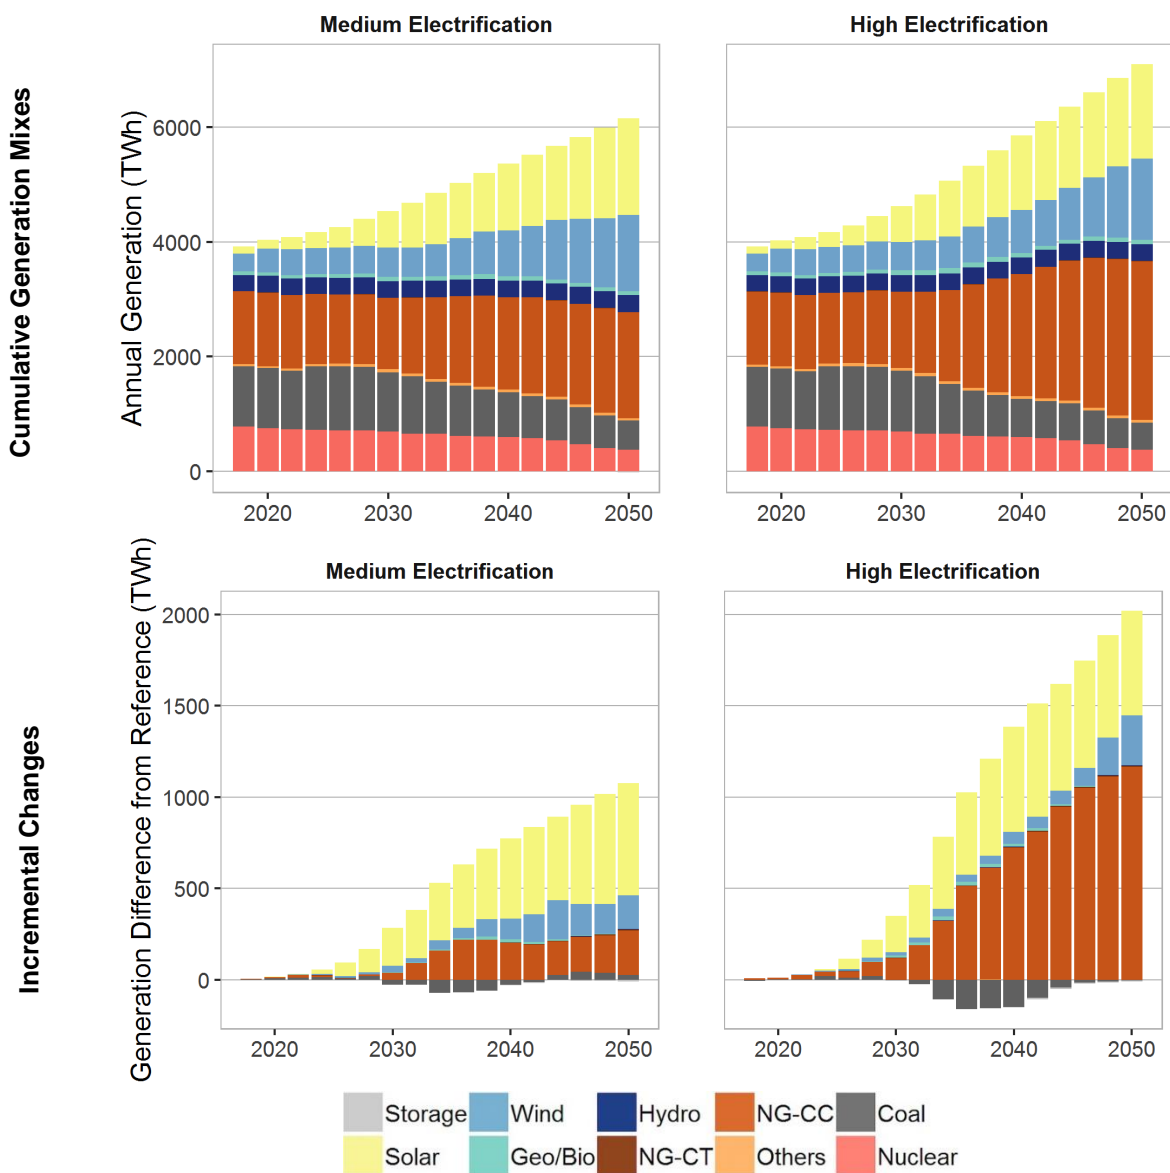 Medium Electrification
High Electrification
Cumulative Generation Mixes
Annual Generation (TWh)
6000
4000
2000
0
2020
2030
2040
2050
2020
2030
2040
2050
Medium Electrification
High Electrification
Incremental Changes
Generation Difference from Reference (TWh)
2000
1500
1000
500
0
2020
2030
2040
2050
2020
2030
2040
2050
Storage Wind Hydro NG-CC Coal
Solar Geo/Bio NG-CT Others Nuclear